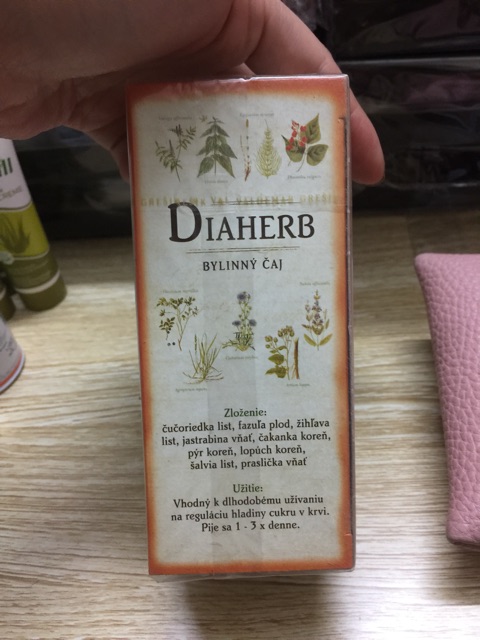 DIAHERB
BYLINNÝ ČAJ
Zloženie:
čučoriedka list, fazuľa plod, žihľava
list, jastrabina vňať, čakanka koreň,
pýr koreň, lopúch koreň,
šalvia list, praslička vňať
Užitie:
Vhodný k dlhodobému užívaniu
na reguláciu hladiny cukru v krvi.
Pije sa 1 - 3 x denne.